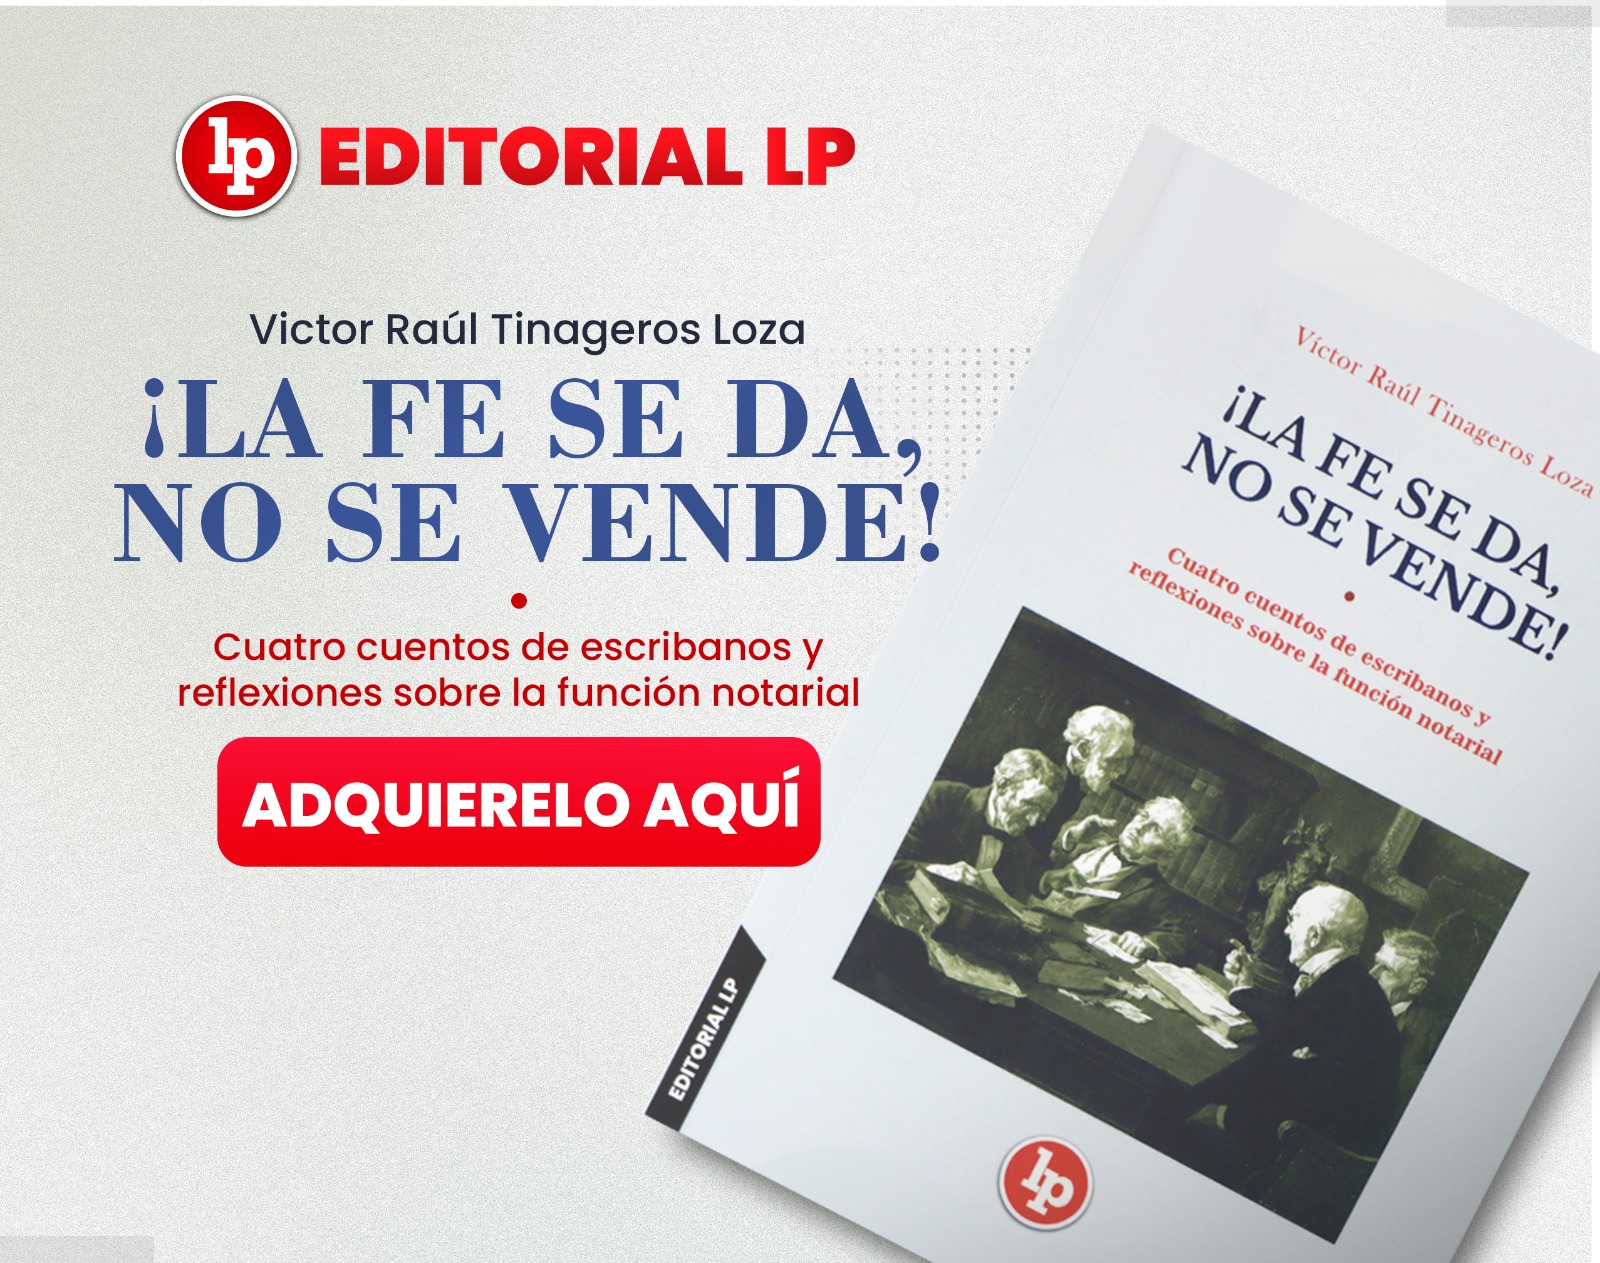 lp EDITORIAL LP
Victor Raúl Tinageros Loza
¡LA FE SE DA,
NO SE VENDE!
Cuatro cuentos de escribanos y
reflexiones sobre la función notarial
ADQUIERELO AQUÍ
Víctor Raúl Tinageros Loza
¡LA FE SE DA,
NO SE VENDE!
Cuatro cuentos de escribanos y
reflexiones sobre la función notarial
EDITORIAL LP
lp